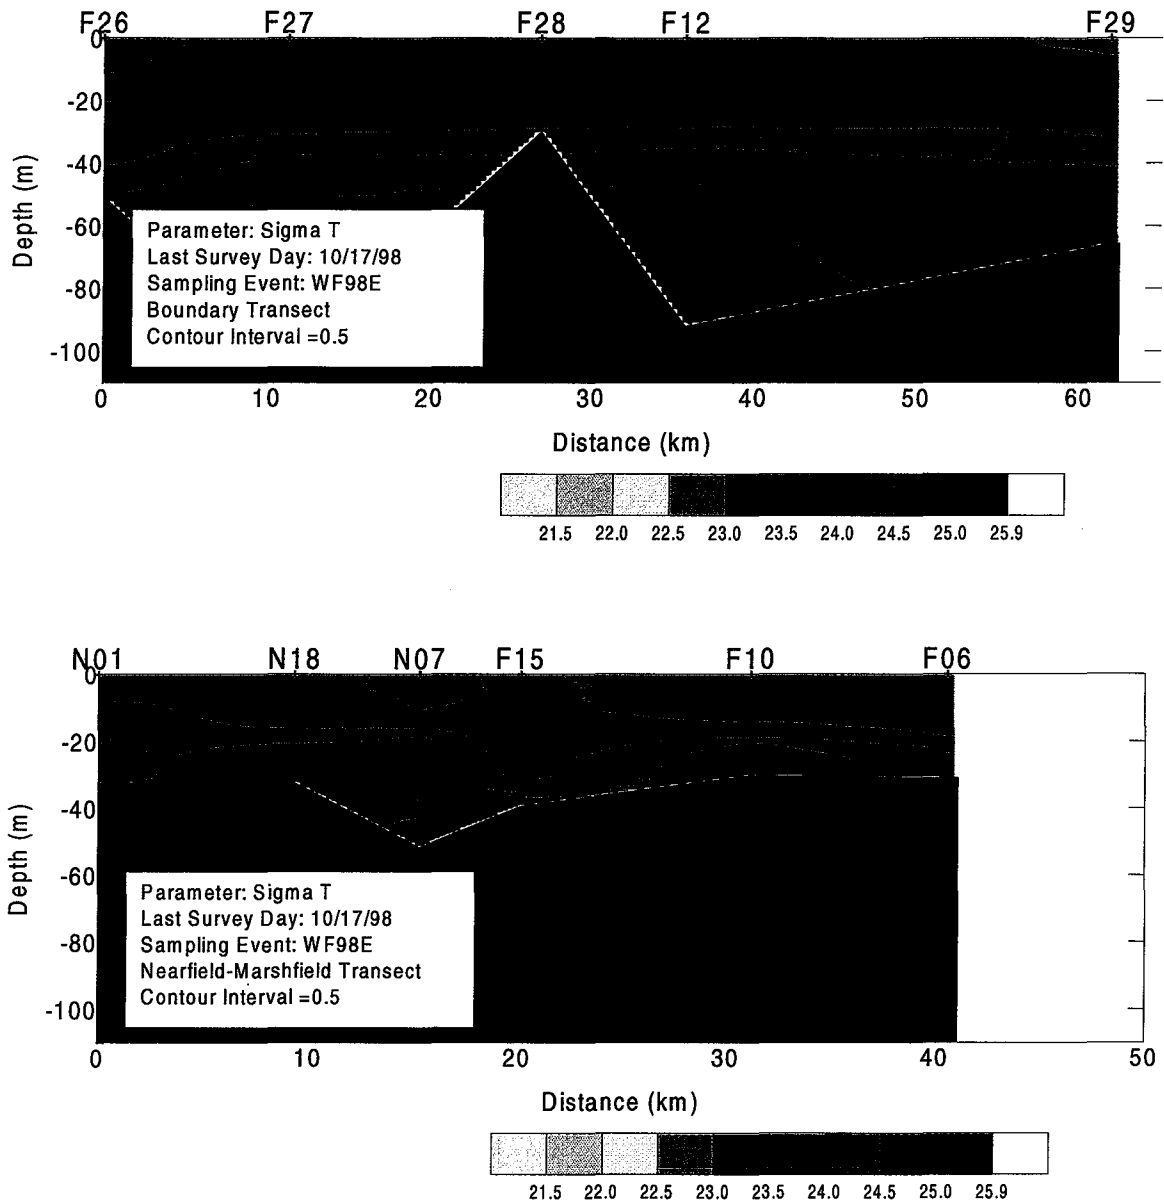 F26 F27 F28 F12 F29
0
-20
-40
-60
-80
-100
Depth (m)
Parameter: Sigma T
Last Survey Day: 10/17/98
Sampling Event: WF98E
Boundary Transect
Contour Interval =0.5
0 10 20 30 40 50 60
Distance (km)
21.5 22.0 22.5 23.0 23.5 24.0 24.5 25.0 25.9
N01 N18 N07 F15 F10 F06
0
-20
-40
-60
-80
-100
Depth (m)
Parameter: Sigma T
Last Survey Day: 10/17/98
Sampling Event: WF98E
Nearfield-Marshfield Transect
Contour Interval =0.5
0 10 20 30 40 50
Distance (km)
21.5 22.0 22.5 23.0 23.5 24.0 24.5 25.0 25.9